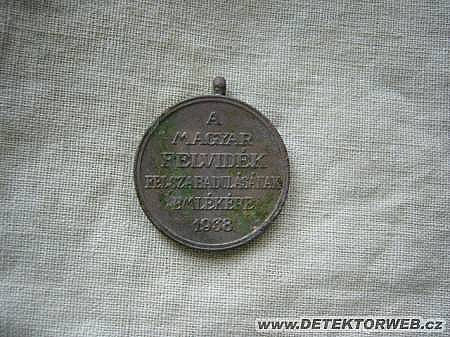 A
MAGYAR
FELVIDÉK
FELSZABADULÁSÁNAK
EMLÉKÉRE
1938
www.DETEKTORWEB.cz